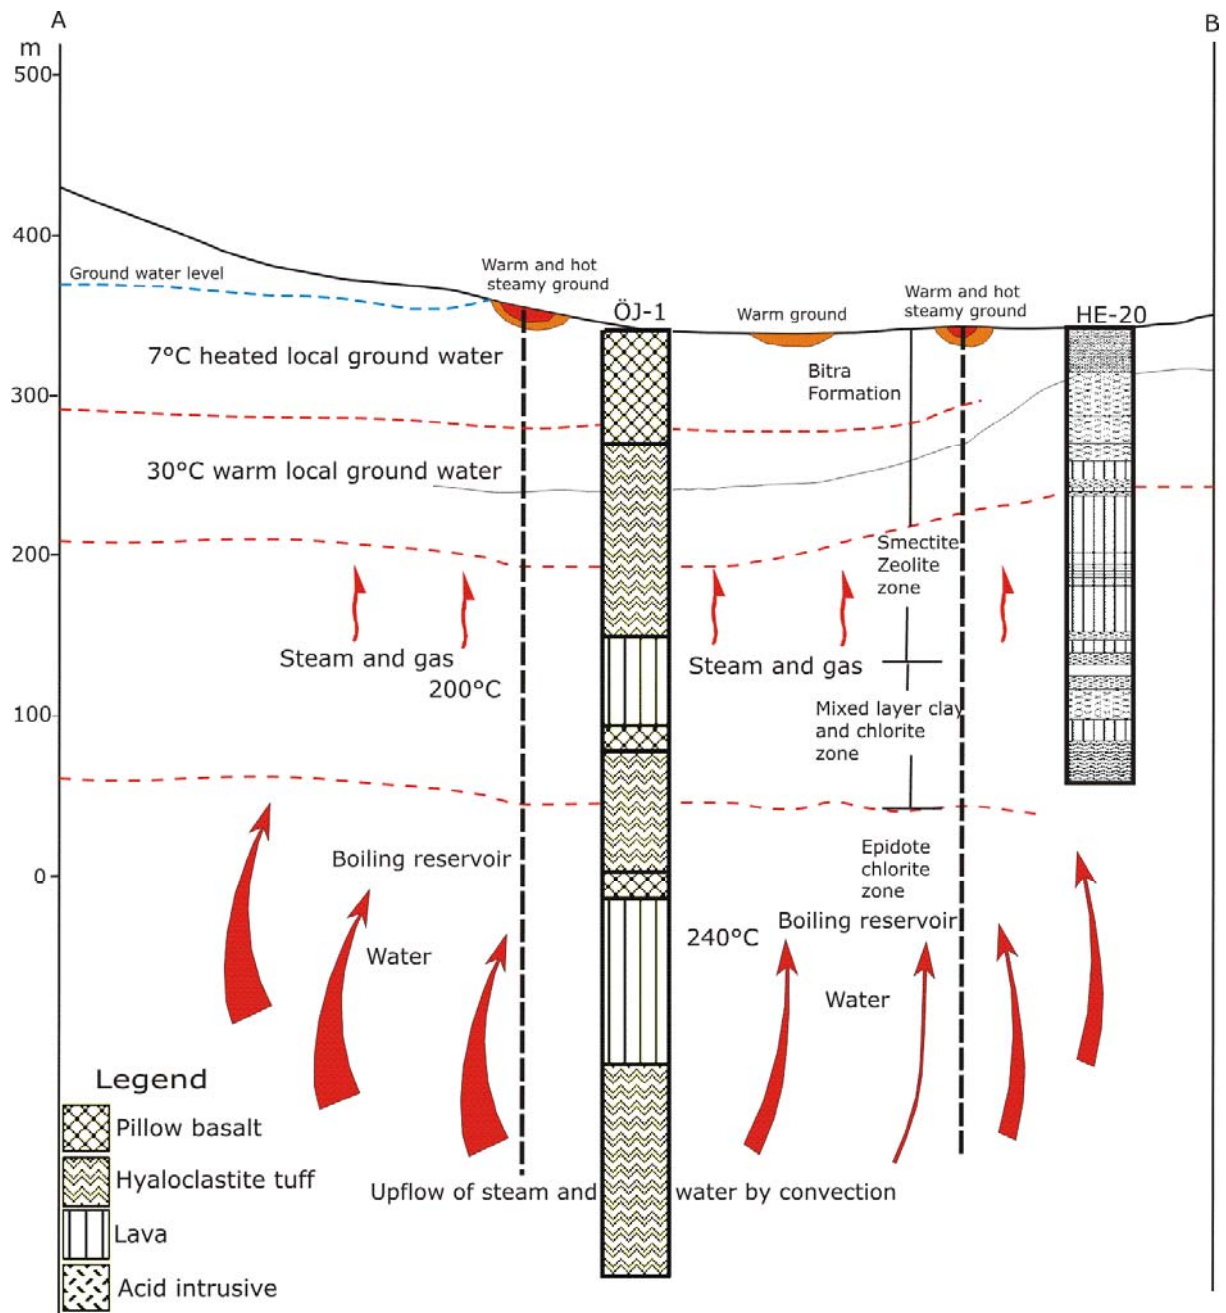 A
B
m
500
400
300
200
100
0
Ground water level
Warm and hot
steamy ground
ÖJ-1
Warm ground
Warm and hot
steamy ground
HE-20
7°C heated local ground water
Bitra
Formation
30°C warm local ground water
Smectite
Zeolite
zone
Steam and gas
200°C
Steam and gas
Mixed layer clay
and chlorite
zone
Boiling reservoir
Epidote
chlorite
zone
Boiling reservoir
240°C
Water
Water
Legend
Pillow basalt
Hyaloclastite tuff
Lava
Acid intrusive
Upflow of steam and water by convection